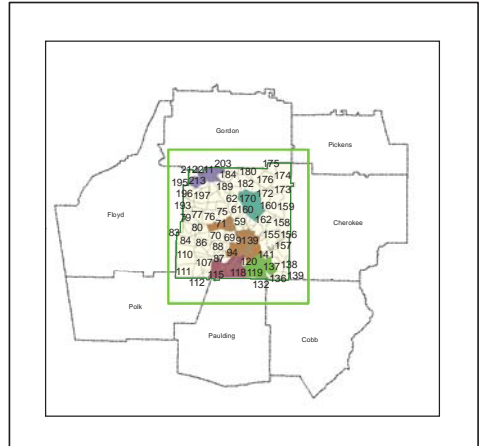 Gordon
Pickens
203 175
212 211 184 180 174
195 213 189 182 176 173
196 197 62 170 172
193 75 160 159
79 77 76 71 59 162 158
83 80 70 69 155 156
84 86 88 157
110 107 87 94 141
111 115 118 119 120 137 138
112 132 136 139
Floyd
Cherokee
Polk
Paulding
Cobb